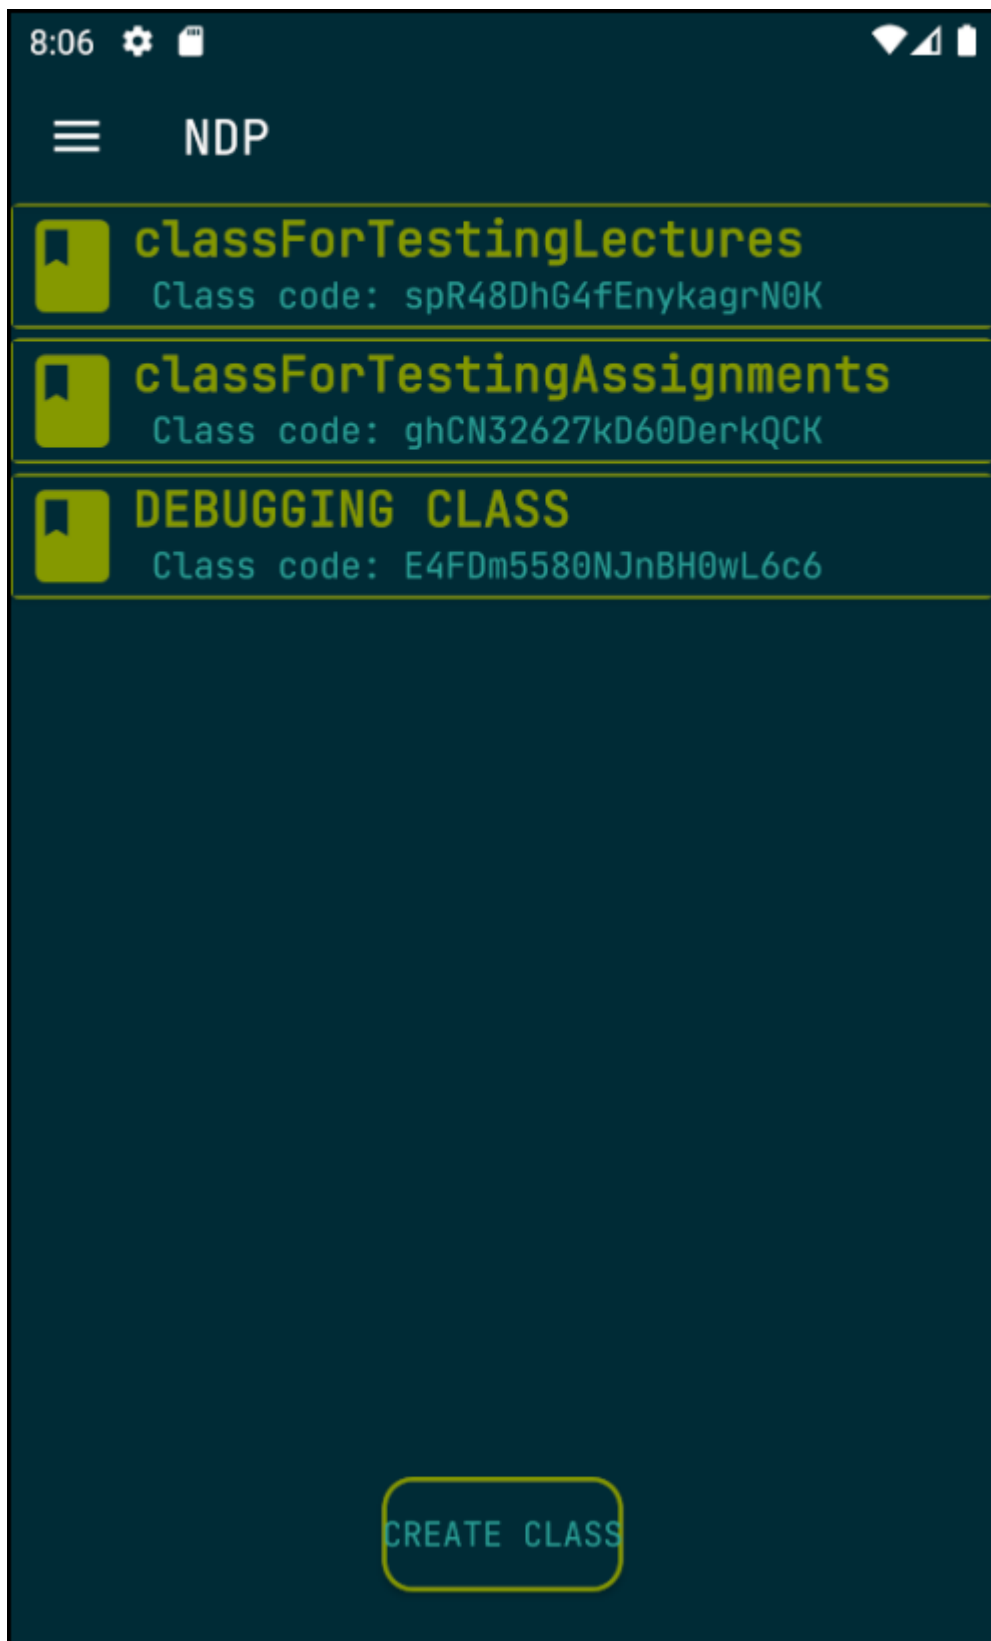 8:06
NDP
classForTestingLectures
Class code: spR48DhG4fEnykagrN0K
classForTestingAssignments
Class code: ghCN32627kD60DerkQCK
DEBUGGING CLASS
Class code: E4FDm5580NJnBH0wL6c6
CREATE CLASS